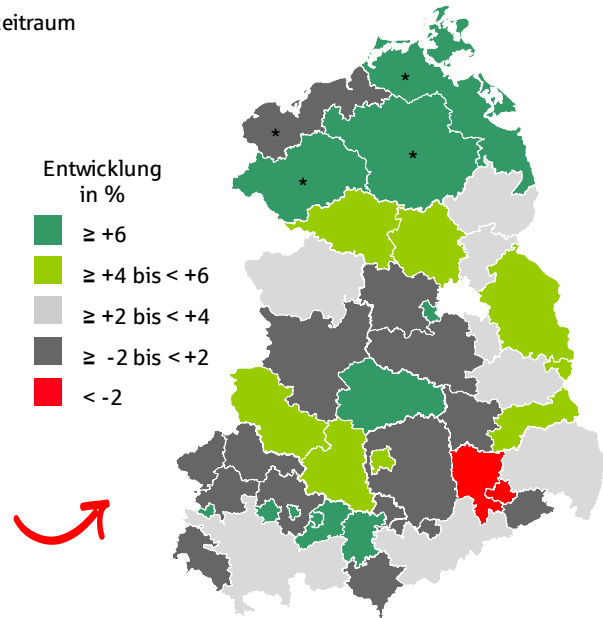 eitraum
Entwicklung
in %
≥ +6
≥ +4 bis < +6
≥ +2 bis < +4
≥ -2 bis < +2
< -2
*
*
*
*